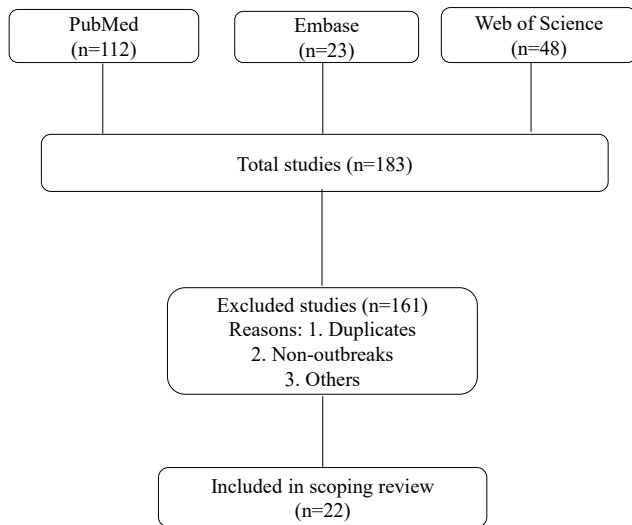 PubMed
(n=112)
Embase
(n=23)
Web of Science
(n=48)
Total studies (n=183)
Excluded studies (n=161)
Reasons: 1. Duplicates
2. Non-outbreaks
3. Others
Included in scoping review
(n=22)